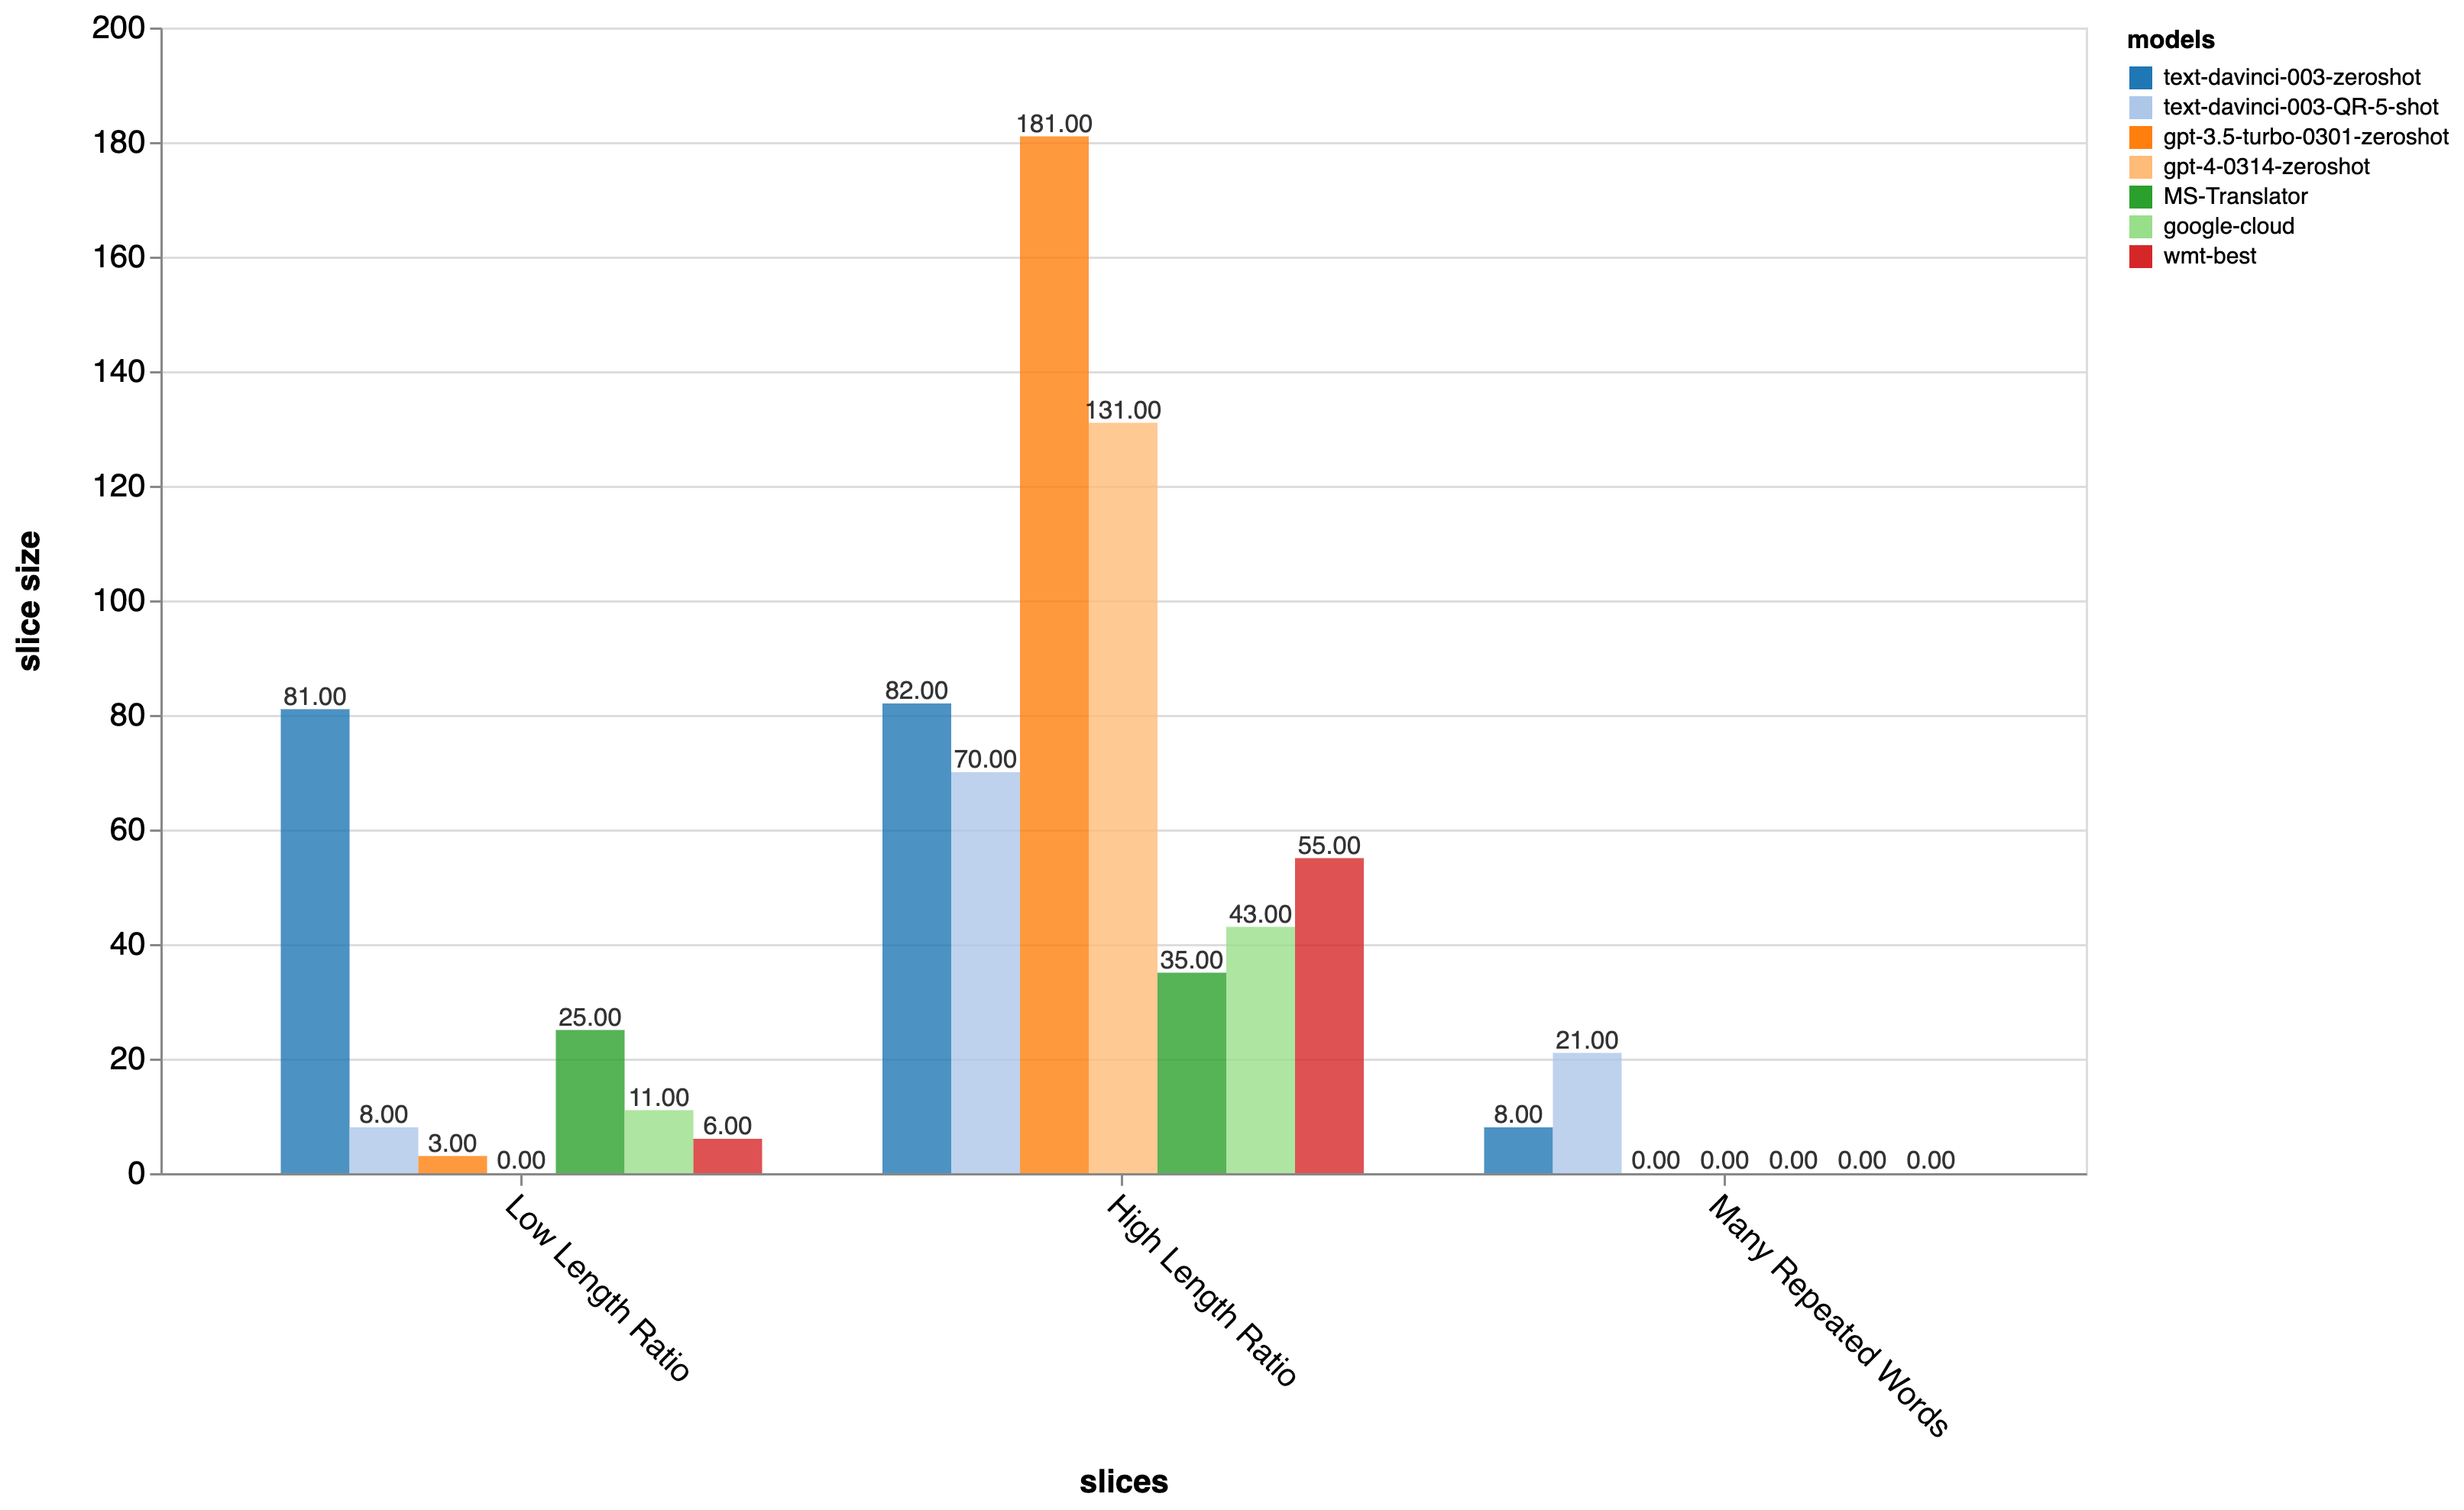 200
180
160
140
120
100
80
60
40
20
0
slice size
81.00
8.00
3.00
0.00
25.00
11.00
6.00
82.00
70.00
181.00
131.00
35.00
43.00
55.00
8.00
21.00
0.00
0.00
0.00
0.00
0.00
Low Length Ratio
High Length Ratio
Many Repeated Words
slices
models
text-davinci-003-zeroshot
text-davinci-003-QR-5-shot
gpt-3.5-turbo-0301-zeroshot
gpt-4-0314-zeroshot
MS-Translator
google-cloud
wmt-best